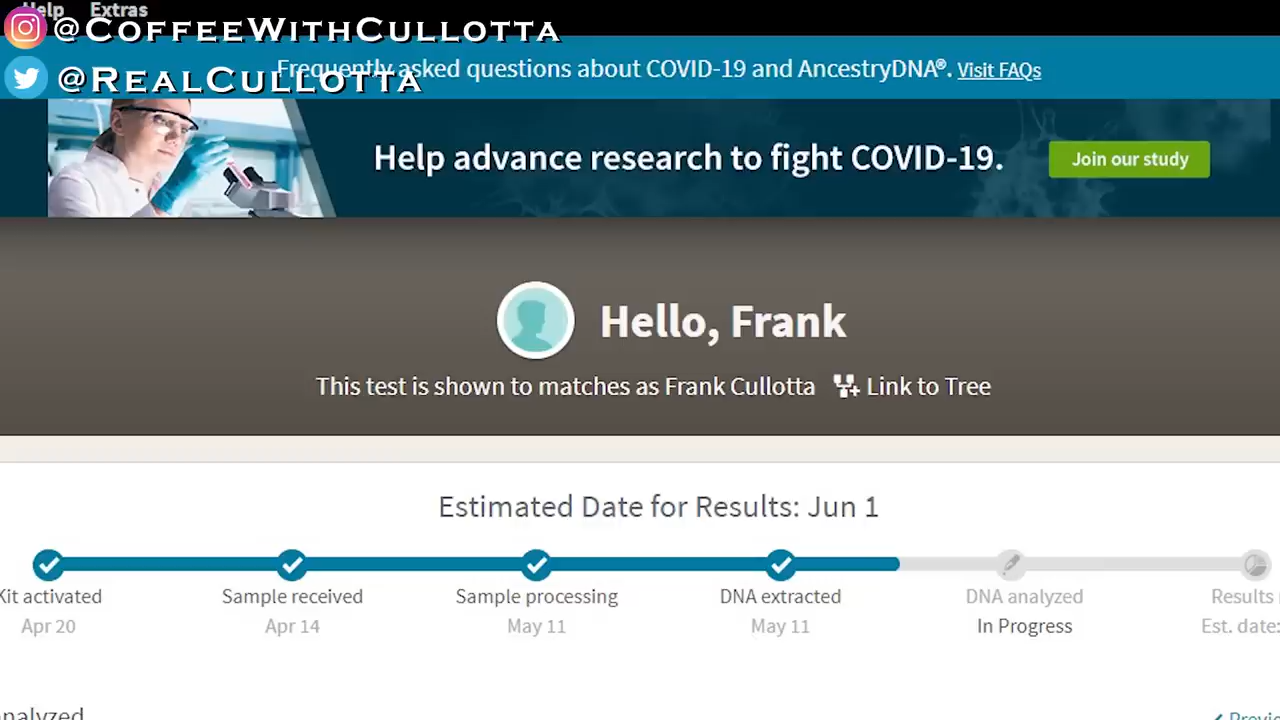 Help Extras
@CoffeeWithCullotta
Frequently asked questions about COVID-19 and AncestryDNA®. Visit FAQs
@RealCullotta
Help advance research to fight COVID-19.
Join our study
Hello, Frank
This test is shown to matches as Frank Cullotta Link to Tree
Estimated Date for Results: Jun 1
Kit activated Sample received Sample processing DNA extracted DNA analyzed Results
Apr 20 Apr 14 May 11 May 11 In Progress Est. date: